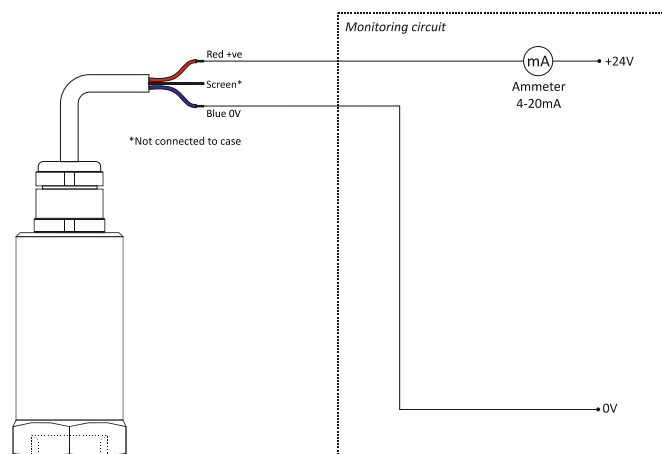 Monitoring circuit
Red +ve
Screen*
Blue 0V
*Not connected to case
mA
+24V
Ammeter
4-20mA
0V